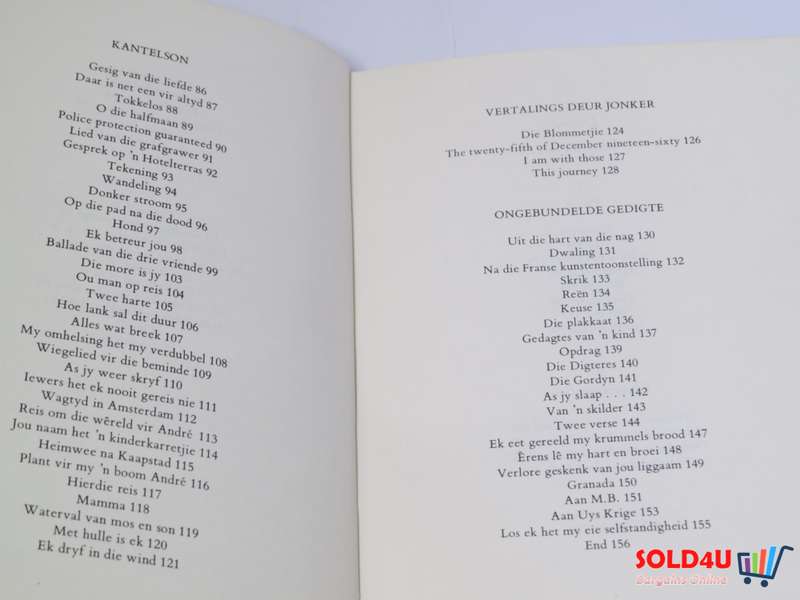 KANTELSON
Gesig van die liefde 86
Daar is net een vir altyd 87
Tokkelos 88
O die halfmaan 89
Police protection guaranteed 90
Lied van die grafgrawer 91
Gesprek op 'n Hotelterras 92
Tekening 93
Wandeling 94
Donker stroom 95
Op die pad na die dood 96
Hond 97
Ek betreur jou 98
Ballade van die drie vriende 99
Die more is jy 103
Ou man op reis 104
Twee harte 105
Hoe lank sal dit duur 106
Alles wat breek 107
My omhelsing het my verdubbel 108
Wiegelied vir die beminde 109
As jy weer skryf 110
Iewers het ek nooit gereis nie 111
Wagtyd in Amsterdam 112
Reis om die wêreld vir André 113
Jou naam het 'n kinderkarretjie 114
Heimwee na Kaapstad 115
Plant vir my 'n boom André 116
Hierdie reis 117
Mamma 118
Waterval van mos en son 119
Met hulle is ek 120
Ek dryf in die wind 121
VERTALINGS DEUR JONKER
Die Blommetjie 124
The twenty-fifth of December nineteen-sixty 126
I am with those 127
This journey 128
ONGEBUNDELDE GEDIGTE
Uit die hart van die nag 130
Dwaling 131
Na die Franse kunstentoonstelling 132
Skrik 133
Reën 134
Keuse 135
Die plakkaat 136
Gedagtes van 'n kind 137
Opdrag 139
Die Digteres 140
Die Gordyn 141
As jy slaap . . . 142
Van 'n skilder 143
Twee verse 144
Ek eet gereeld my krummels brood 147
Êrens lê my hart en broei 148
Verlore geskenk van jou liggaam 149
Granada 150
Aan M.B. 151
Aan Uys Krige 153
Los ek het my eie selfstandigheid 155
End 156
SOLD4U
Bargains Online